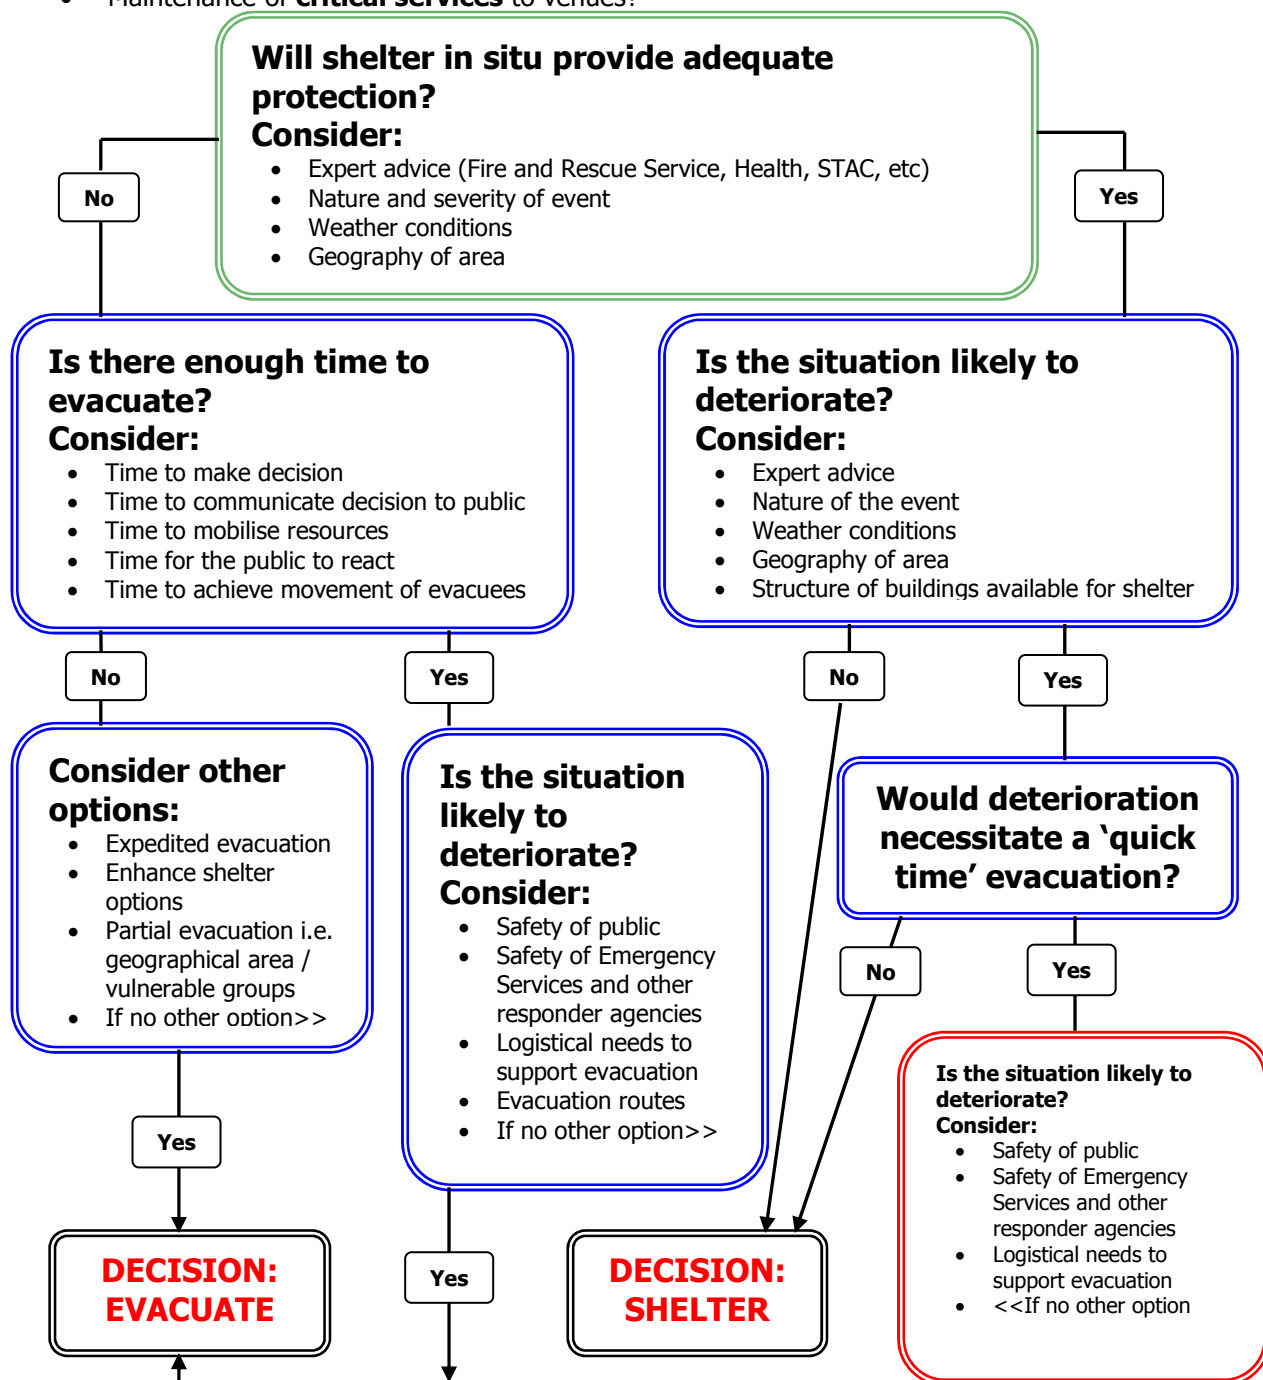 • Maintenance of critical services to venues?
Will shelter in situ provide adequate
protection?
Consider:
• Expert advice (Fire and Rescue Service, Health, STAC, etc)
• Nature and severity of event
• Weather conditions
• Geography of area
No
Yes
Is there enough time to
evacuate?
Consider:
• Time to make decision
• Time to communicate decision to public
• Time to mobilise resources
• Time for the public to react
• Time to achieve movement of evacuees
Is the situation likely to
deteriorate?
Consider:
• Expert advice
• Nature of the event
• Weather conditions
• Geography of area
• Structure of buildings available for shelter
No
Yes
No
Yes
Consider other
options:
• Expedited evacuation
• Enhance shelter
options
• Partial evacuation i.e.
geographical area /
vulnerable groups
• If no other option>>
Is the situation
likely to
deteriorate?
Consider:
• Safety of public
• Safety of Emergency
Services and other
responder agencies
• Logistical needs to
support evacuation
• Evacuation routes
• If no other option>>
Would deterioration
necessitate a ‘quick
time’ evacuation?
No
Yes
Is the situation likely to
deteriorate?
Consider:
• Safety of public
• Safety of Emergency
Services and other
responder agencies
• Logistical needs to
support evacuation
• <<If no other option
Yes
DECISION:
EVACUATE
Yes
DECISION:
SHELTER